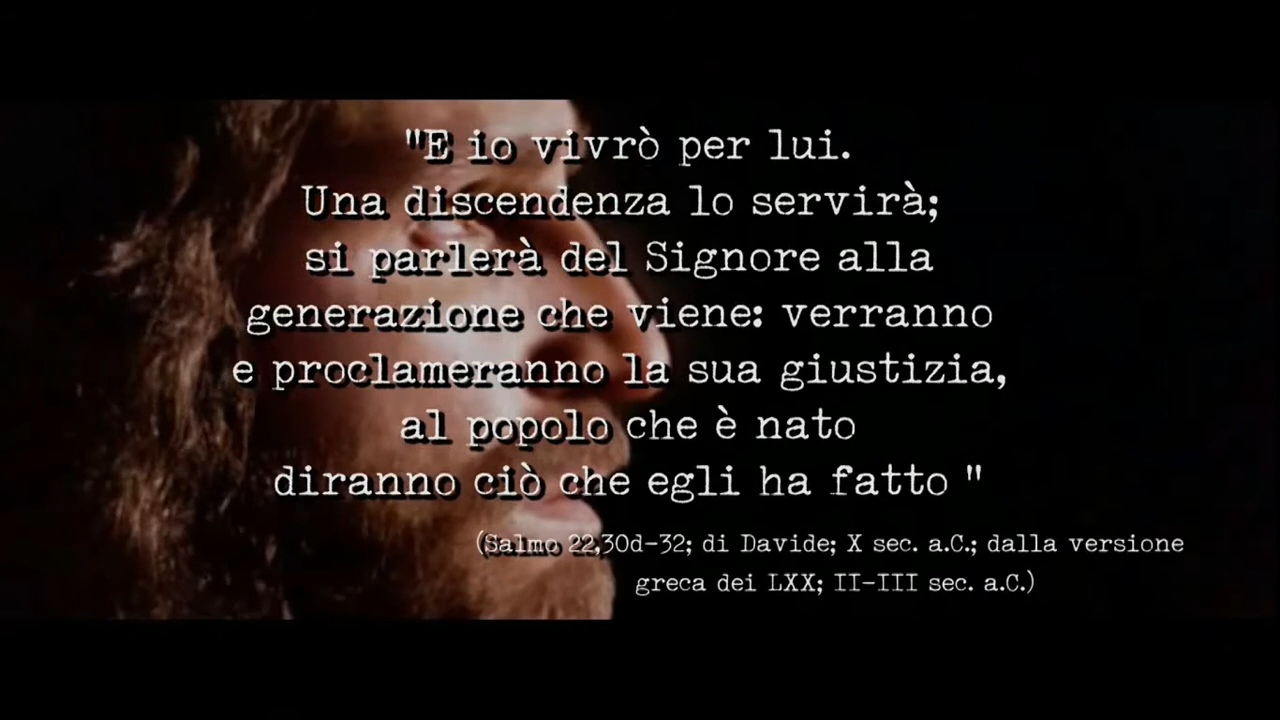 "E io vivrò per lui.
Una discendenza lo servirà;
si parlerà del Signore alla
generazione che viene: verranno
e proclameranno la sua giustizia,
al popolo che è nato
diranno ciò che egli ha fatto "
(Salmo 22,30d-32; di Davide; X sec. a.C.; dalla versione
greca dei LXX; II-III sec. a.C.)